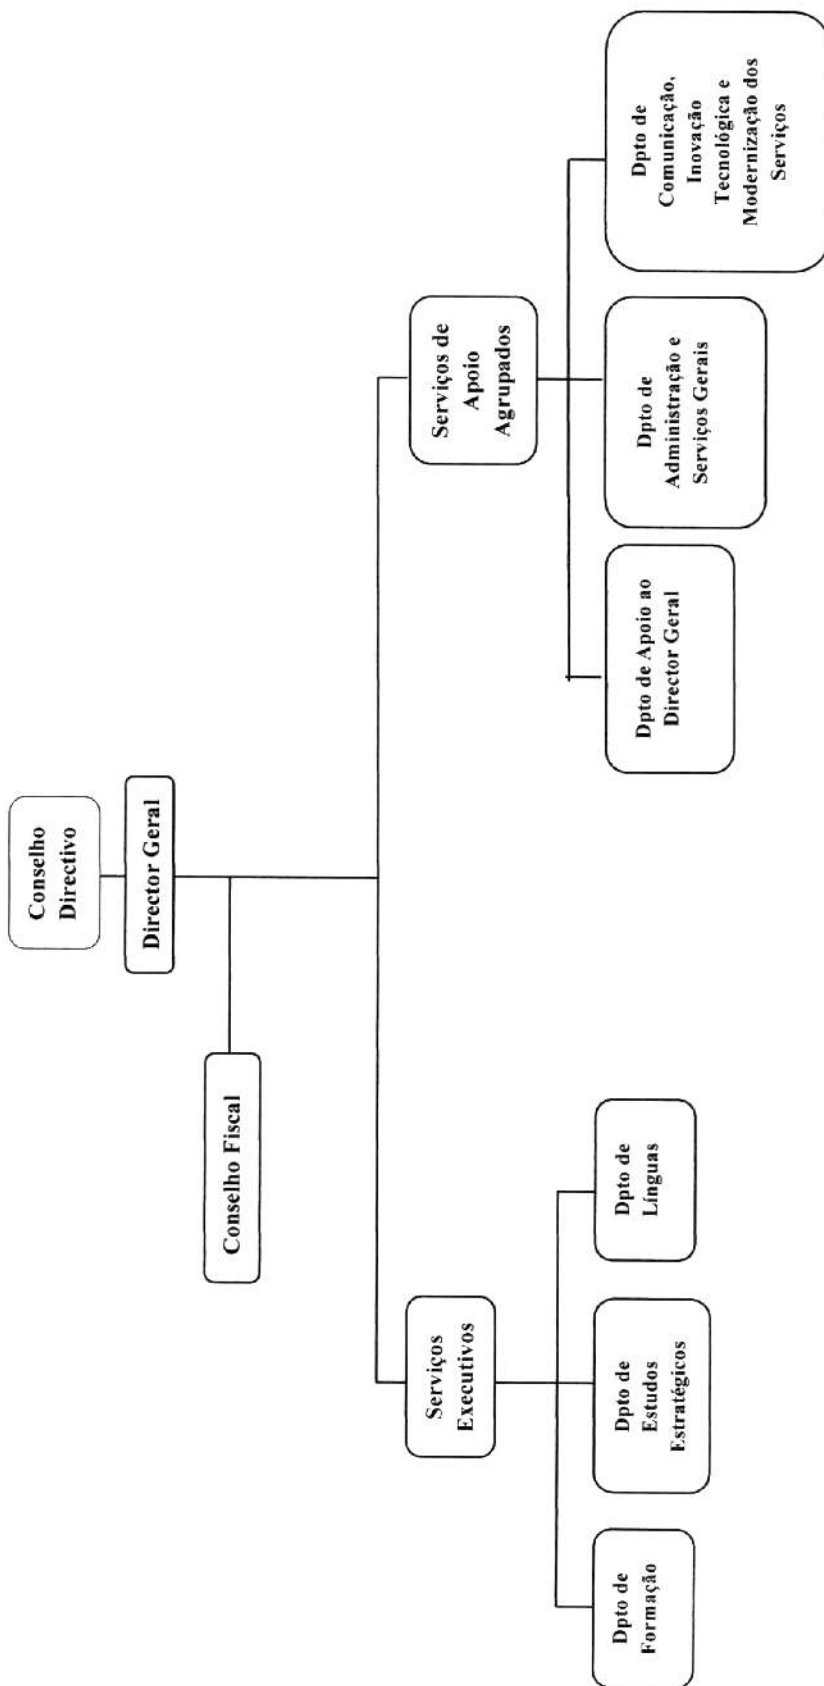 Conselho
Directivo
Director Geral
Conselho Fiscal
Serviços
Executivos
Serviços de
Apoio
Agrupados
Dpto de
Formação
Dpto de
Estudos
Estratégicos
Dpto de
Línguas
Dpto de Apoio ao
Director Geral
Dpto de
Administração e
Serviços Gerais
Dpto de
Comunicação,
Inovação
Tecnológica e
Modernização dos
Serviços